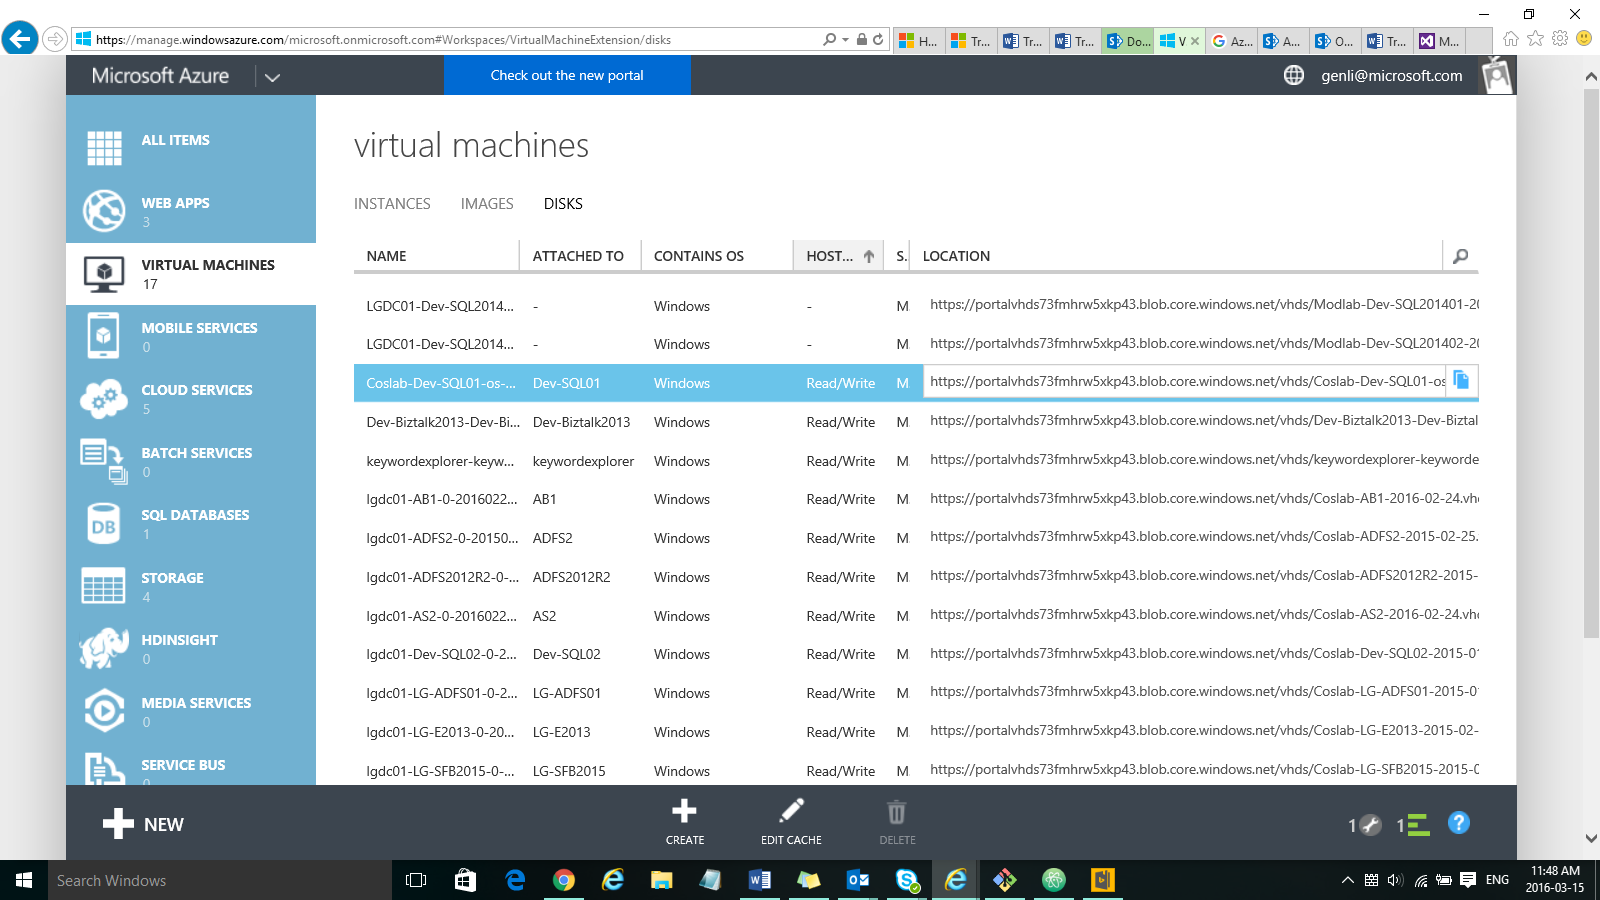 https://manage.windowsazure.com/microsoft.onmicrosoft.com#Workspaces/VirtualMachineExtension/disks
H...
Tr...
Tr...
Tr...
Do...
V
Az...
A...
O...
Tr...
M...
Microsoft Azure
Check out the new portal
genli@microsoft.com
ALL ITEMS
WEB APPS
3
VIRTUAL MACHINES
17
MOBILE SERVICES
0
CLOUD SERVICES
5
BATCH SERVICES
0
SQL DATABASES
1
DB
STORAGE
4
HDINSIGHT
0
MEDIA SERVICES
0
SERVICE BUS
0
virtual machines
INSTANCES IMAGES DISKS
NAME ATTACHED TO CONTAINS OS HOST... S. LOCATION
LGDC01-Dev-SQL2014... - Windows - M https://portalvhds73fmhrw5xkp43.blob.core.windows.net/vhds/Modlab-Dev-SQL201401-20
LGDC01-Dev-SQL2014... - Windows - M https://portalvhds73fmhrw5xkp43.blob.core.windows.net/vhds/Modlab-Dev-SQL201402-20
Coslab-Dev-SQL01-os-... Dev-SQL01 Windows Read/Write M https://portalvhds73fmhrw5xkp43.blob.core.windows.net/vhds/Coslab-Dev-SQL01-os
Dev-Biztalk2013-Dev-Bi... Dev-Biztalk2013 Windows Read/Write M https://portalvhds73fmhrw5xkp43.blob.core.windows.net/vhds/Dev-Biztalk2013-Dev-Biztal
keywordexplorer-keyw... keywordexplorer Windows Read/Write M https://portalvhds73fmhrw5xkp43.blob.core.windows.net/vhds/keywordexplorer-keyworde
lgdc01-AB1-0-2016022... AB1 Windows Read/Write M https://portalvhds73fmhrw5xkp43.blob.core.windows.net/vhds/Coslab-AB1-2016-02-24.vhd
lgdc01-ADFS2-0-20150... ADFS2 Windows Read/Write M https://portalvhds73fmhrw5xkp43.blob.core.windows.net/vhds/Coslab-ADFS2-2015-02-25.
lgdc01-ADFS2012R2-0-... ADFS2012R2 Windows Read/Write M https://portalvhds73fmhrw5xkp43.blob.core.windows.net/vhds/Coslab-ADFS2012R2-2015-
lgdc01-AS2-0-2016022... AS2 Windows Read/Write M https://portalvhds73fmhrw5xkp43.blob.core.windows.net/vhds/Coslab-AS2-2016-02-24.vhd
lgdc01-Dev-SQL02-0-2... Dev-SQL02 Windows Read/Write M https://portalvhds73fmhrw5xkp43.blob.core.windows.net/vhds/Coslab-Dev-SQL02-2015-01
lgdc01-LG-ADFS01-0-2... LG-ADFS01 Windows Read/Write M https://portalvhds73fmhrw5xkp43.blob.core.windows.net/vhds/Coslab-LG-ADFS01-2015-01
lgdc01-LG-E2013-0-20... LG-E2013 Windows Read/Write M https://portalvhds73fmhrw5xkp43.blob.core.windows.net/vhds/Coslab-LG-E2013-2015-02-
lgdc01-LG-SFB2015-0-... LG-SFB2015 Windows Read/Write M https://portalvhds73fmhrw5xkp43.blob.core.windows.net/vhds/Coslab-LG-SFB2015-2015-0
NEW
CREATE
EDIT CACHE
DELETE
1
1
?
Search Windows
ENG
11:48 AM
2016-03-15